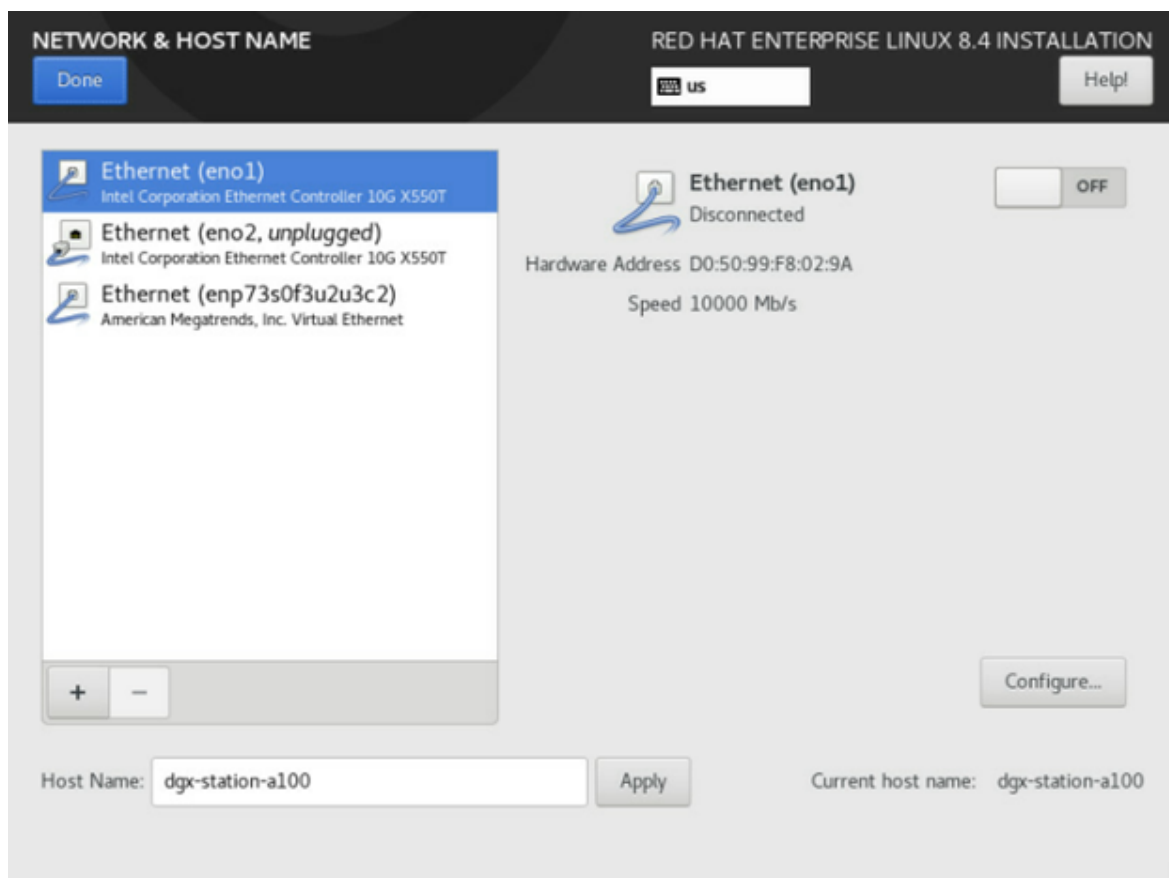 NETWORK & HOST NAME
RED HAT ENTERPRISE LINUX 8.4 INSTALLATION
Done
us
Help!
Ethernet (eno1)
Intel Corporation Ethernet Controller 10G X550T
Ethernet (eno2, unplugged)
Intel Corporation Ethernet Controller 10G X550T
Ethernet (enp73s0f3u2u3c2)
American Megatrends, Inc. Virtual Ethernet
Ethernet (eno1)
Disconnected
OFF
Hardware Address D0:50:99:F8:02:9A
Speed 10000 Mb/s
+ −
Configure...
Host Name: dgx-station-a100
Apply
Current host name: dgx-station-a100